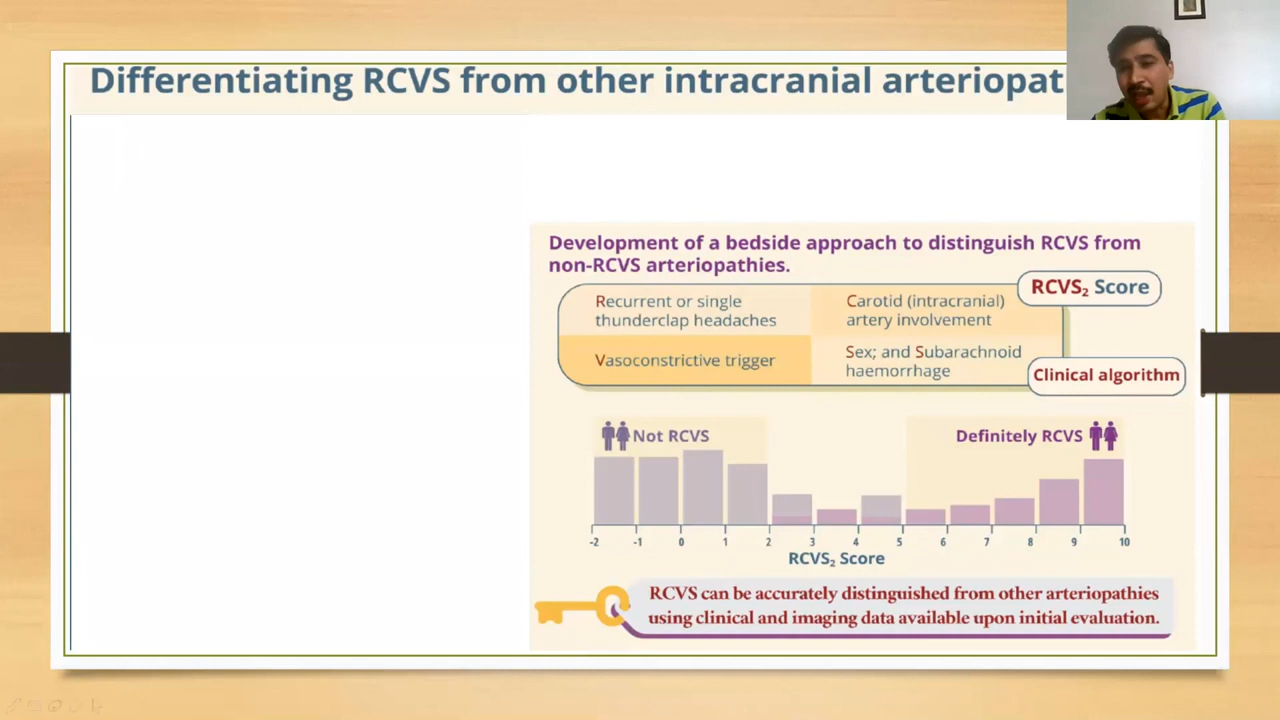 Differentiating RCVS from other intracranial arteriopat
Development of a bedside approach to distinguish RCVS from
non-RCVS arteriopathies.
RCVS₂ Score
Recurrent or single
thunderclap headaches
Carotid (intracranial)
artery involvement
Vasoconstrictive trigger
Sex; and Subarachnoid
haemorrhage
Clinical algorithm
Not RCVS
Definitely RCVS
-2 -1 0 1 2 3 4 5 6 7 8 9 10
RCVS₂ Score
RCVS can be accurately distinguished from other arteriopathies
using clinical and imaging data available upon initial evaluation.